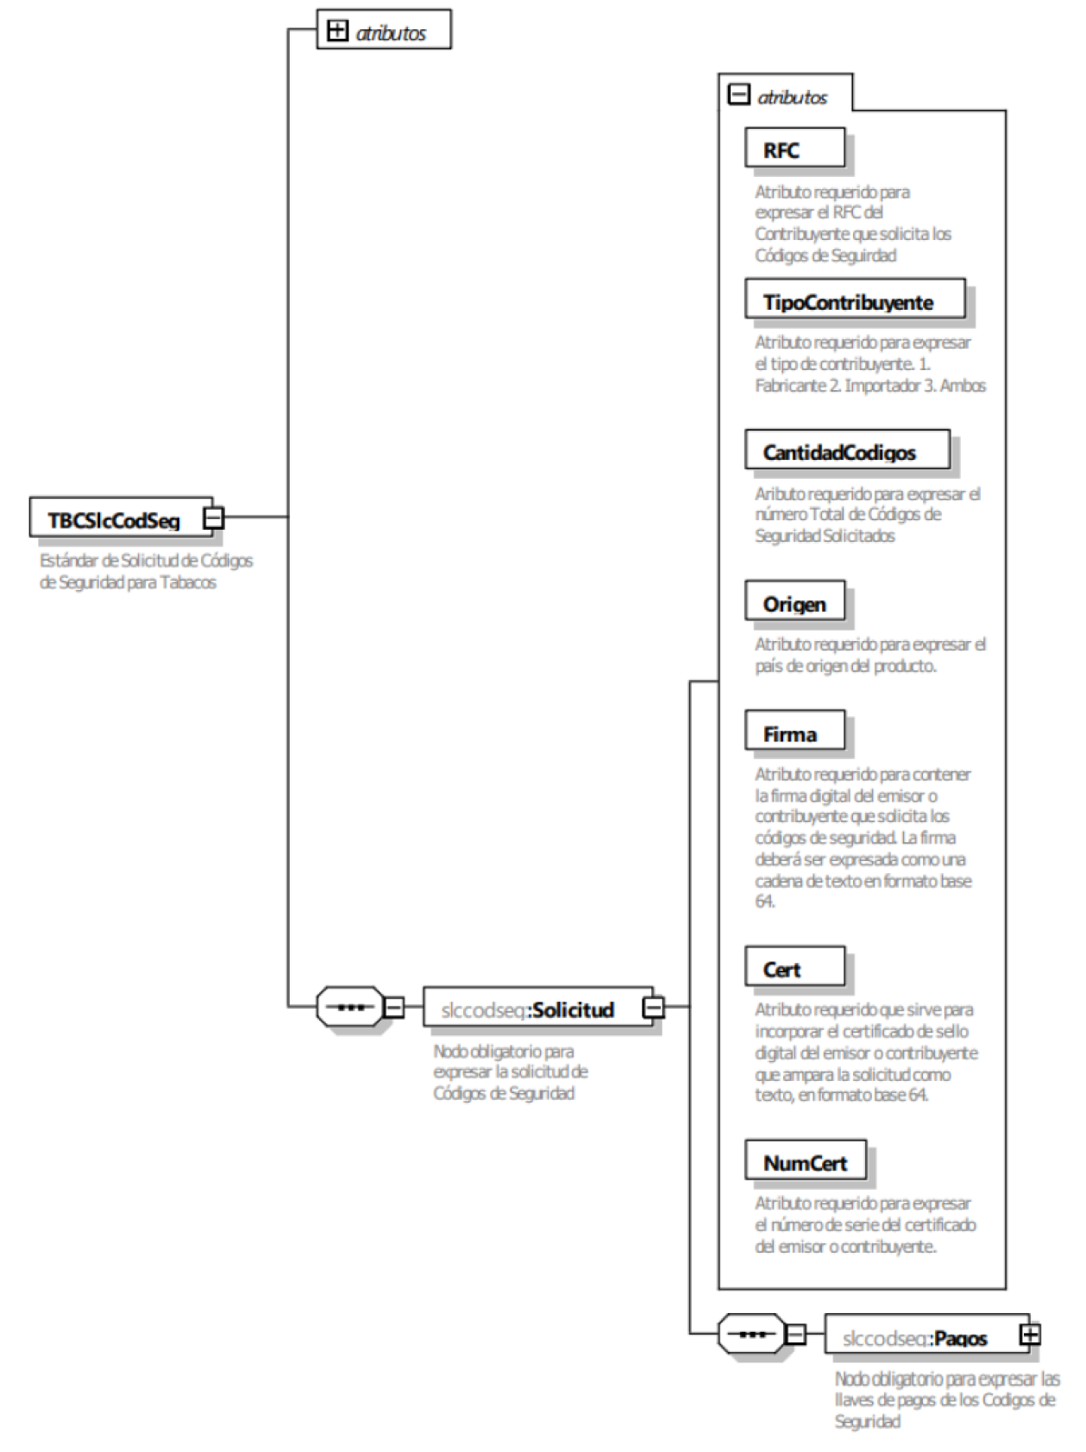 atributos
atributos
RFC
Atributo requerido para
expresar el RFC del
Contribuyente que solicita los
Códigos de Seguirdad
TipoContribuyente
Atributo requerido para expresar
el tipo de contribuyente. 1.
Fabricante 2. Importador 3. Ambos
CantidadCodigos
Aributo requerido para expresar el
número Total de Códigos de
Seguridad Solicitados
TBCSlcCodSeg
Estándar de Solicitud de Códigos
de Seguridad para Tabacos
Origen
Atributo requerido para expresar el
país de origen del producto.
Firma
Atributo requerido para contener
la firma digital del emisor o
contribuyente que solicita los
códigos de seguridad. La firma
deberá ser expresada como una
cadena de texto en formato base
64.
Cert
Atributo requerido que sirve para
incorporar el certificado de sello
digital del emisor o contribuyente
que ampara la solicitud como
texto, en formato base 64.
slccodseg:Solicitud
Nodo obligatorio para
expresar la solicitud de
Códigos de Seguridad
NumCert
Atributo requerido para expresar
el número de serie del certificado
del emisor o contribuyente.
slccodseg:Pagos
Nodo obligatorio para expresar las
llaves de pagos de los Codigos de
Seguridad